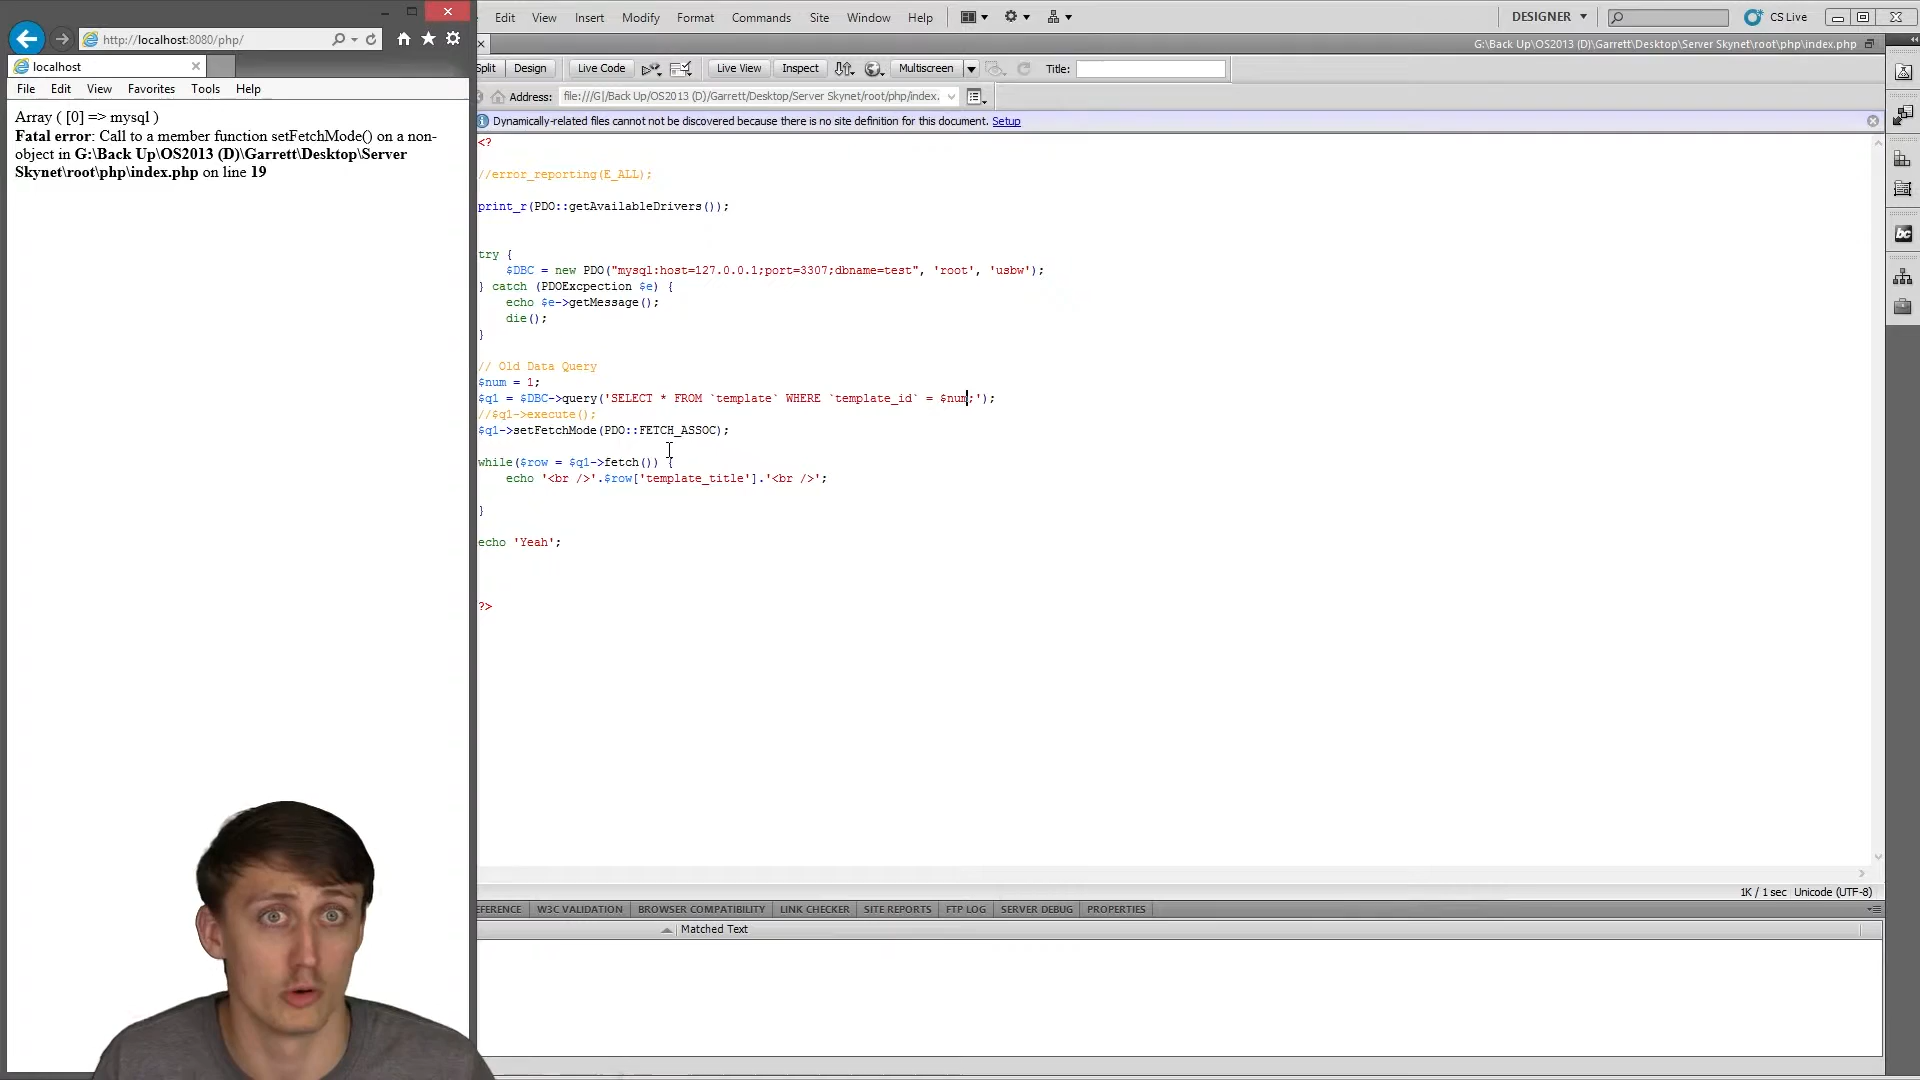 Edit View Insert Modify Format Commands Site Window Help DESIGNER CS Live
http://localhost:8080/php/
G:\Back Up\OS2013 (D)\Garrett\Desktop\Server Skynet\root\php\index.php
localhost
Split Design Live Code Live View Inspect Multiscreen Title:
File Edit View Favorites Tools Help
Address: file:///G|/Back Up/OS2013 (D)/Garrett/Desktop/Server Skynet/root/php/index.
Array ( [0] => mysql )
Fatal error: Call to a member function setFetchMode() on a non-
object in G:\Back Up\OS2013 (D)\Garrett\Desktop\Server
Skynet\root\php\index.php on line 19
Dynamically-related files cannot not be discovered because there is no site definition for this document. Setup
<?
//error_reporting(E_ALL);
print_r(PDO::getAvailableDrivers());
try {
$DBC = new PDO("mysql:host=127.0.0.1;port=3307;dbname=test", 'root', 'usbw');
} catch (PDOExcpection $e) {
echo $e->getMessage();
die();
}
// Old Data Query
$num = 1;
$q1 = $DBC->query('SELECT * FROM `template` WHERE `template_id` = $num;');
//$q1->execute();
$q1->setFetchMode(PDO::FETCH_ASSOC);
while($row = $q1->fetch()) {
echo '<br />'.$row['template_title'].'<br />';
}
echo 'Yeah';
?>
1K / 1 sec Unicode (UTF-8)
EFERENCE W3C VALIDATION BROWSER COMPATIBILITY LINK CHECKER SITE REPORTS FTP LOG SERVER DEBUG PROPERTIES
Matched Text